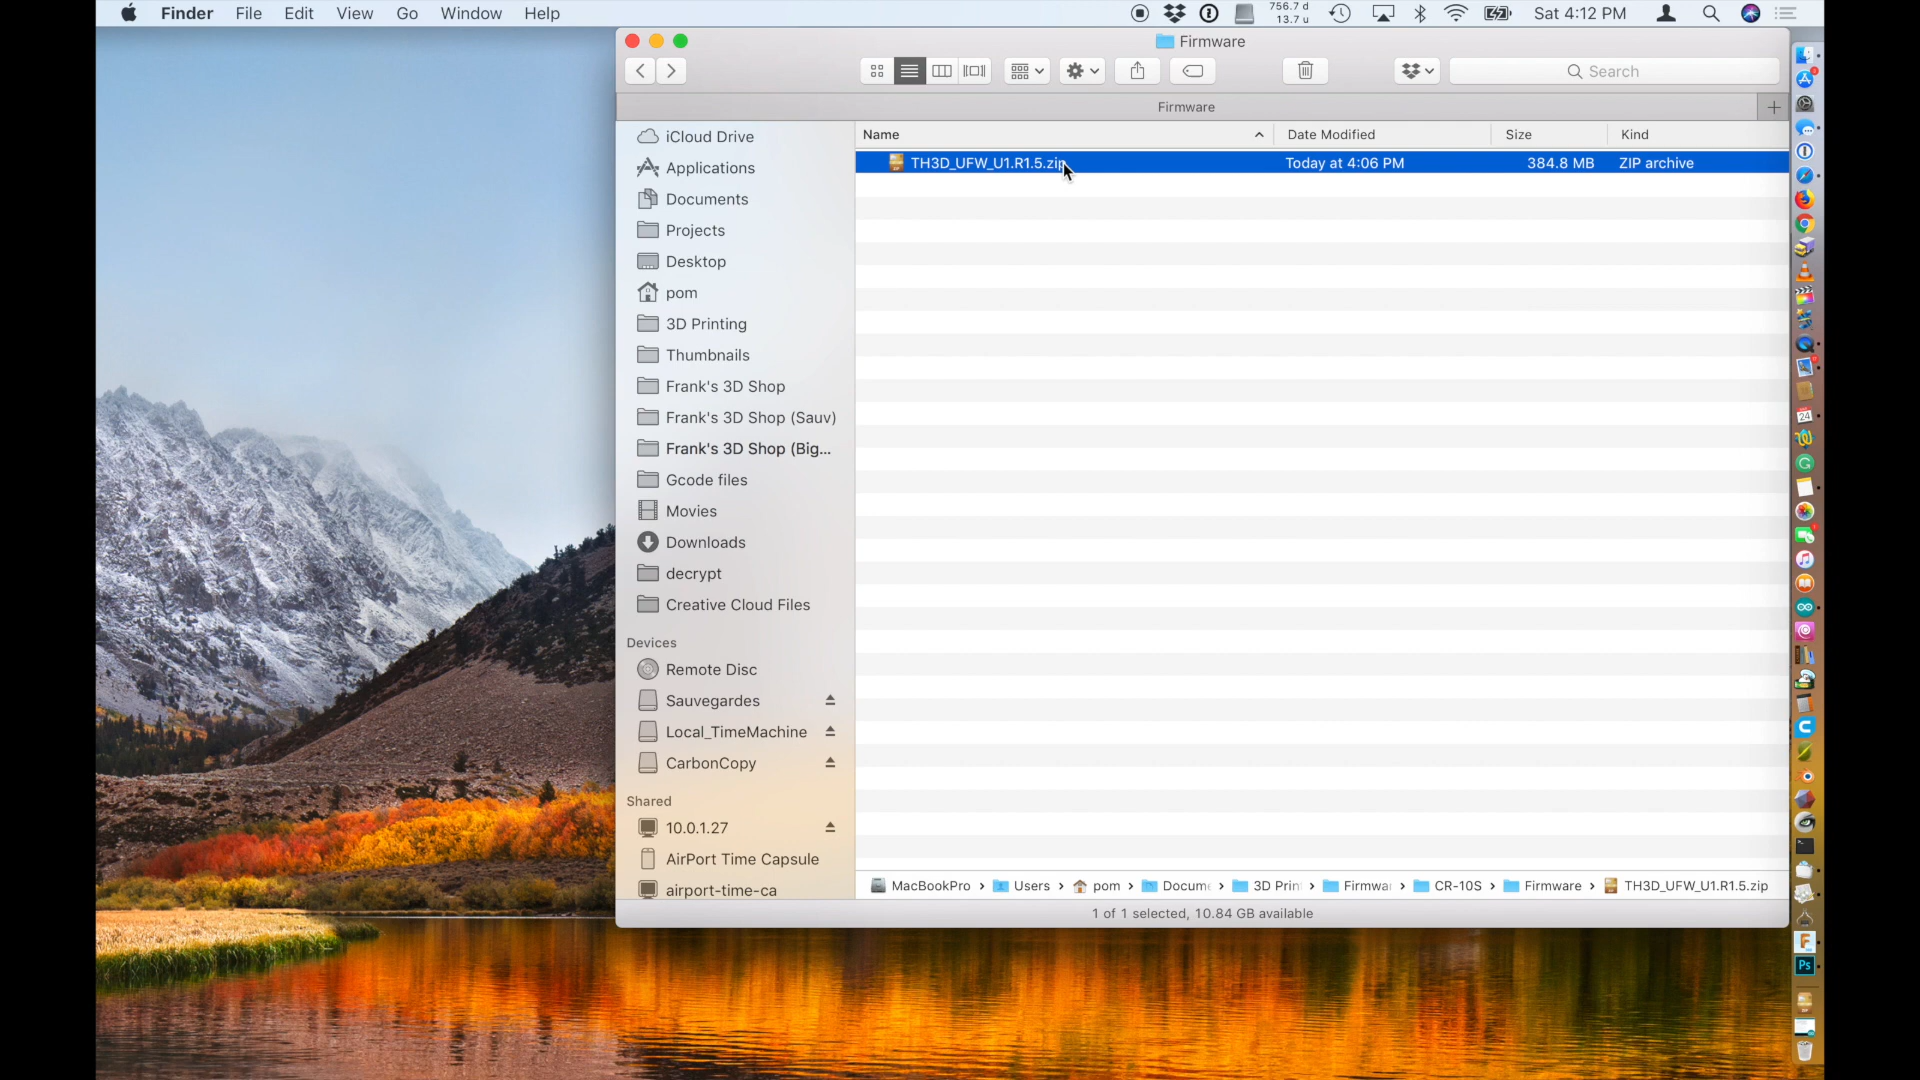 Finder File Edit View Go Window Help
756.7 d
13.7 u
Sat 4:12 PM
Firmware
Search
Firmware
Name Date Modified Size Kind
TH3D_UFW_U1.R1.5.zip Today at 4:06 PM 384.8 MB ZIP archive
iCloud Drive
Applications
Documents
Projects
Desktop
pom
3D Printing
Thumbnails
Frank's 3D Shop
Frank's 3D Shop (Sauv)
Frank's 3D Shop (Big...
Gcode files
Movies
Downloads
decrypt
Creative Cloud Files
Devices
Remote Disc
Sauvegardes
Local_TimeMachine
CarbonCopy
Shared
10.0.1.27
AirPort Time Capsule
airport-time-ca
MacBookPro › Users › pom › Docum › 3D Prin › Firmwa › CR-10S › Firmware › TH3D_UFW_U1.R1.5.zip
1 of 1 selected, 10.84 GB available
24
Ps